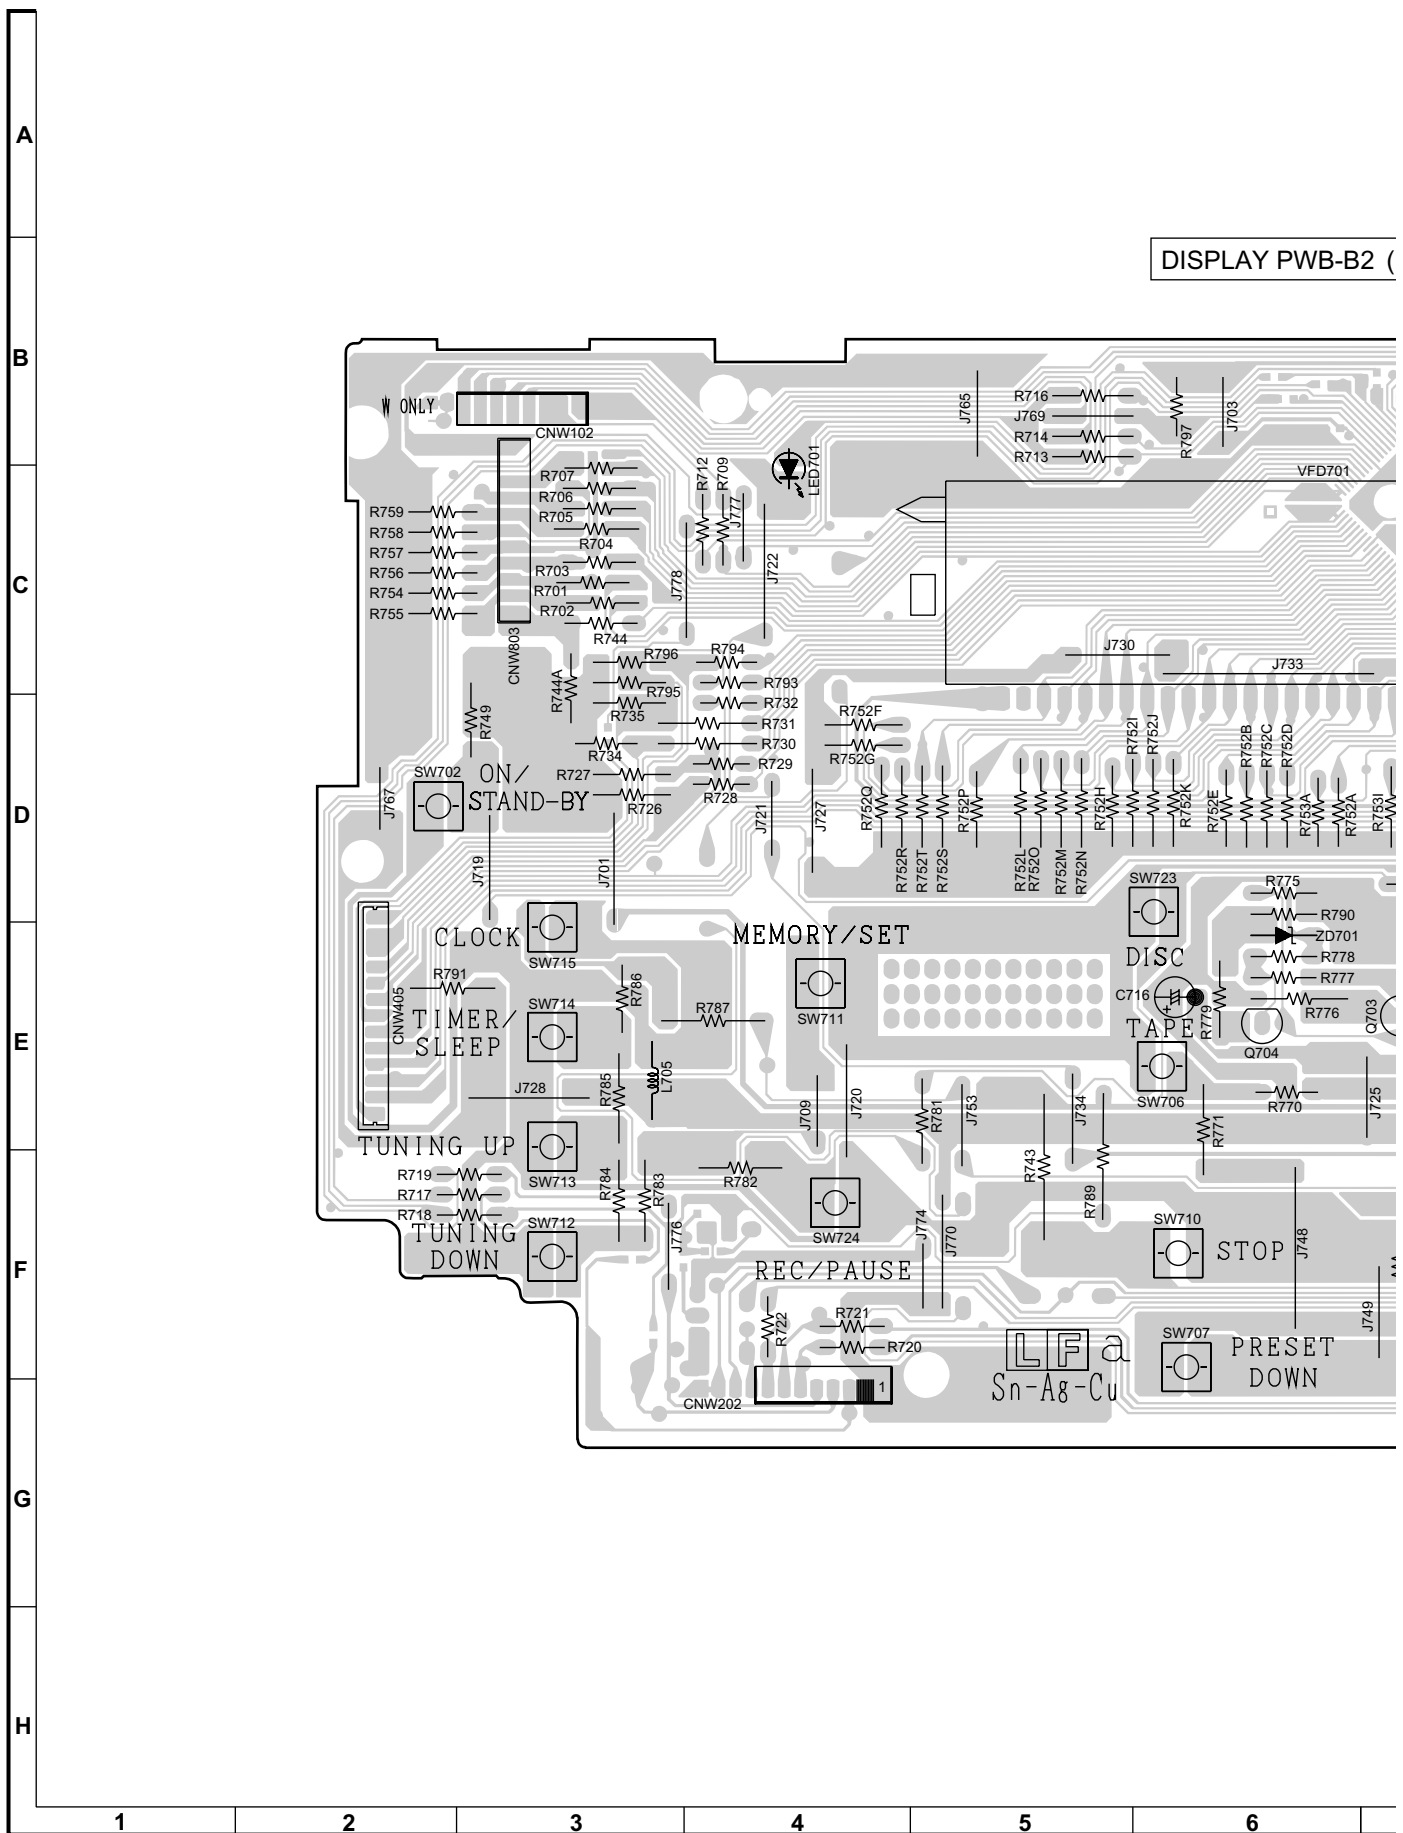 A
DISPLAY PWB-B2 (
B
W ONLY
CNW102
J765
R716
J769
R714
R713
R797
J703
LED701
VFD701
R712
R709
J777
R707
R706
R705
R704
R703
R701
R702
R744
R759
R758
R757
R756
R754
R755
CNW803
C
J778
J722
J730
J733
R796
R795
R735
R734
R744A
R749
R794
R793
R732
R731
R730
R729
R728
R727
R726
R752F
R752G
R752I
R752J
R752B
R752C
R752D
SW702
ON/
STAND-BY
J767
D
J721
J727
R752Q
R752R
R752T
R752S
R752P
R752L
R752O
R752M
R752N
R752H
R752K
R752E
R753A
R752A
R753I
J719
J701
SW723
R775
R790
ZD701
R778
R777
R776
CLOCK
SW715
MEMORY/SET
DISC
R791
R786
CNW405
SW714
TIMER/
SLEEP
R787
SW711
C716
+
TAPE
R779
Q704
Q703
E
L705
R785
J728
J709
J720
R781
J753
J734
SW706
R771
R770
J725
TUNING UP
SW713
R719
R717
R718
R784
R783
R782
R743
R789
TUNING
DOWN
SW712
J776
SW724
J774
J770
SW710
STOP
J748
F
REC/PAUSE
R722
R721
R720
J749
SW707
PRESET
DOWN
L F a
Sn-Ag-Cu
CNW202
1
G
H
1 2 3 4 5 6